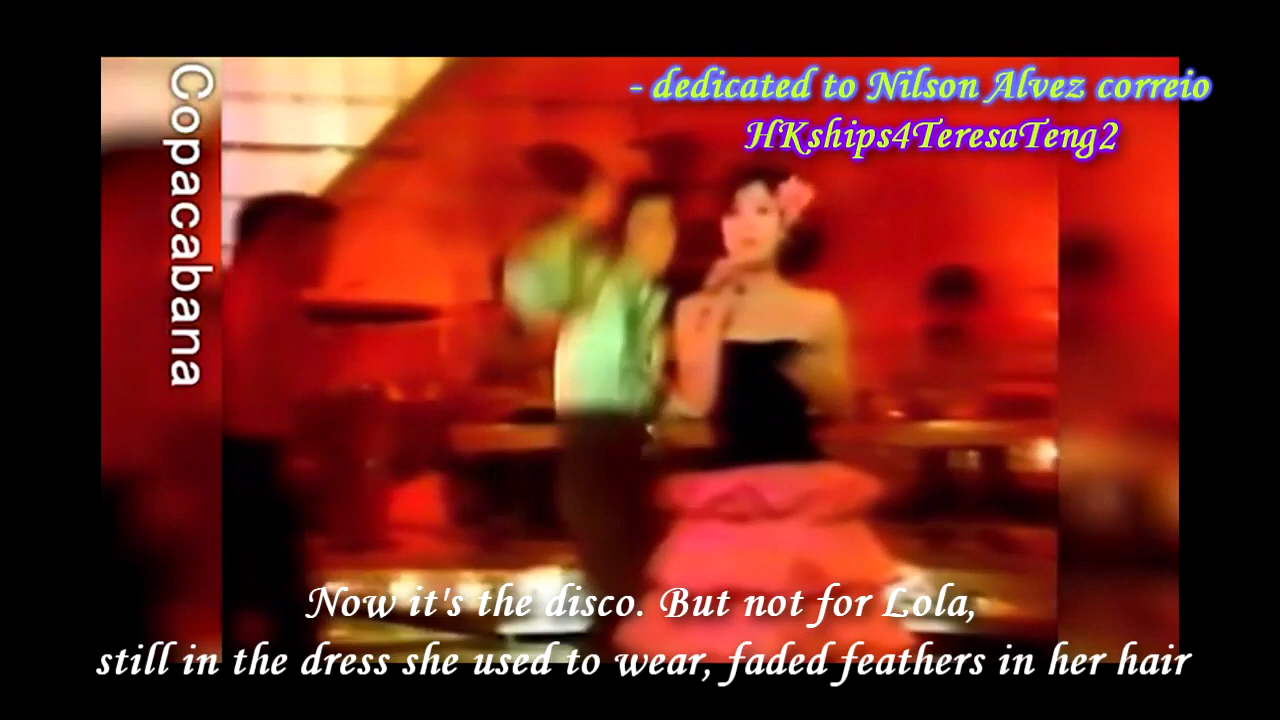 Copacabana
- dedicated to Nilson Alvez correio
HKships4TeresaTeng2
Now it's the disco. But not for Lola,
still in the dress she used to wear, faded feathers in her hair